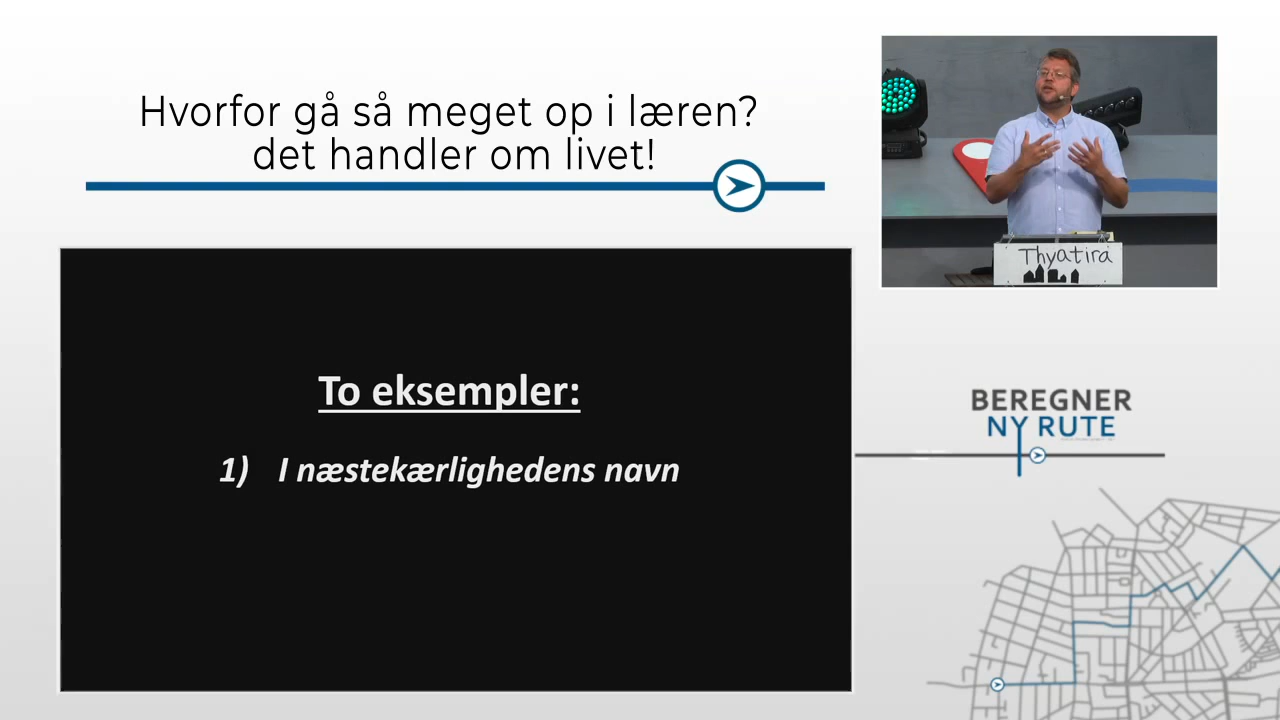 Hvorfor gå så meget op i læren?
det handler om livet!
Thyatira
To eksempler:
1) I næstekærlighedens navn
BEREGNER
NY RUTE